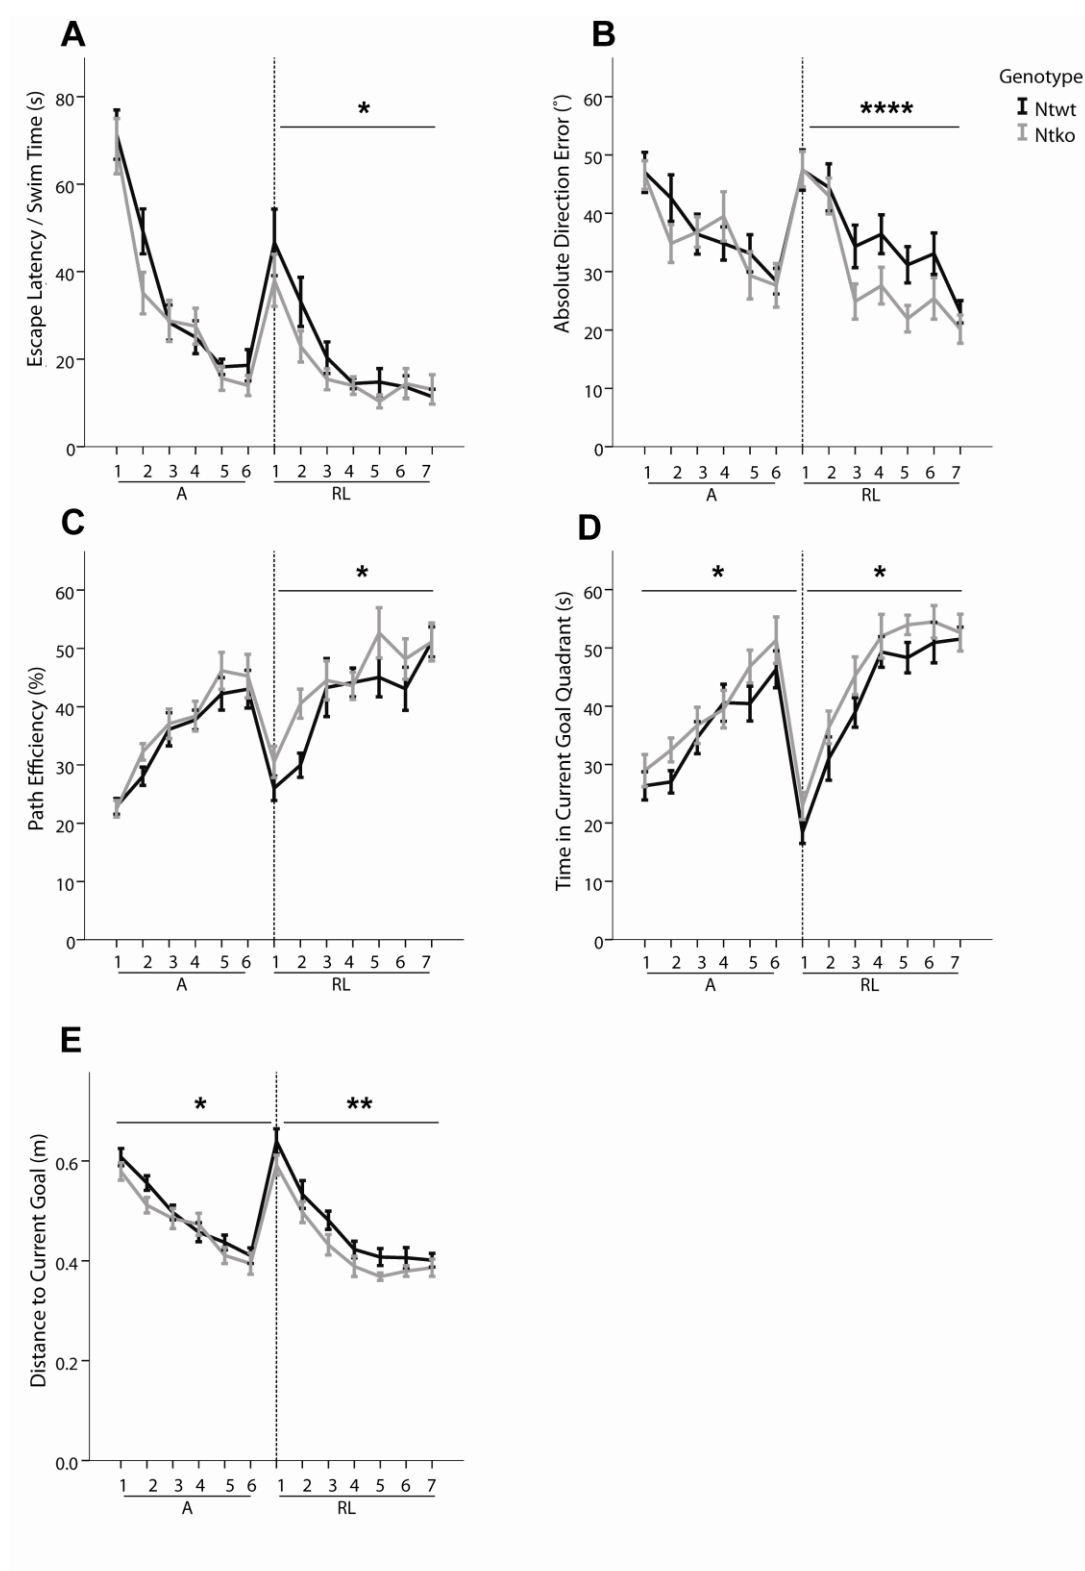 A
Escape Latency / Swim Time (s)
80
60
40
20
0
*
1 2 3 4 5 6 1 2 3 4 5 6 7
A RL
B
Absolute Direction Error (°)
60
50
40
30
20
10
0
****
1 2 3 4 5 6 1 2 3 4 5 6 7
A RL
Genotype
Ntwt
Ntko
C
Path Efficiency (%)
60
50
40
30
20
10
0
*
1 2 3 4 5 6 1 2 3 4 5 6 7
A RL
D
Time in Current Goal Quadrant (s)
60
50
40
30
20
10
0
* *
1 2 3 4 5 6 1 2 3 4 5 6 7
A RL
E
Distance to Current Goal (m)
0.6
0.4
0.2
0.0
* **
1 2 3 4 5 6 1 2 3 4 5 6 7
A RL